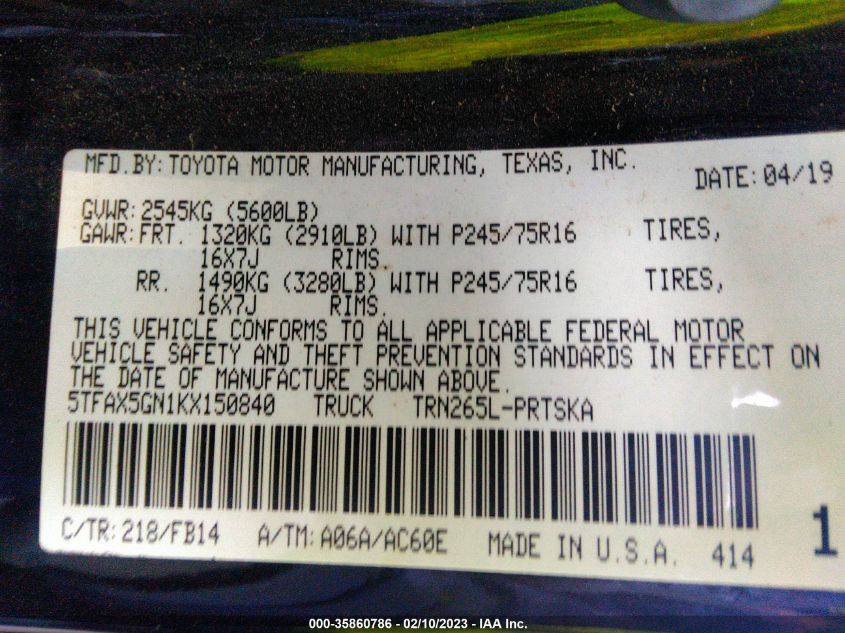 MFD.BY:TOYOTA MOTOR MANUFACTURING, TEXAS, INC.
DATE:04/19
GVWR:2545KG (5600LB)
GAWR:FRT. 1320KG (2910LB) WITH P245/75R16 TIRES,
16X7J RIMS.
RR. 1490KG (3280LB) WITH P245/75R16 TIRES,
16X7J RIMS.
THIS VEHICLE CONFORMS TO ALL APPLICABLE FEDERAL MOTOR
VEHICLE SAFETY AND THEFT PREVENTION STANDARDS IN EFFECT ON
THE DATE OF MANUFACTURE SHOWN ABOVE.
5TFAX5GN1KX150840 TRUCK TRN265L-PRTSKA
C/TR:218/FB14 A/TM:A06A/AC60E MADE IN U.S.A. 414
1
000-35860786 - 02/10/2023 - IAA Inc.